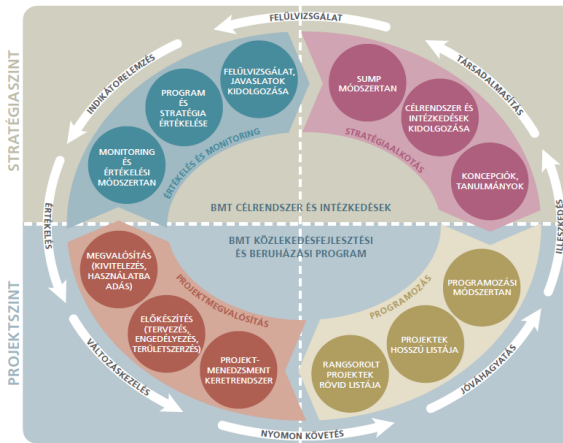 FELÜLVIZSGÁLAT
INDIKÁTORELEMZÉS
TÁRSADALMASÍTÁS
STRATÉGIASZINT
FELÜLVIZSGÁLAT,
JAVASLATOK
KIDOLGOZÁSA
PROGRAM
ÉS
STRATÉGIA
ÉRTÉKELÉSE
MONITORING
ÉS
ÉRTÉKELÉSI
MÓDSZERTAN
ÉRTÉKELÉS ÉS MONITORING
SUMP
MÓDSZERTAN
CÉLRENDSZER ÉS
INTÉZKEDÉSEK
KIDOLGOZÁSA
KONCEPCIÓK,
TANULMÁNYOK
STRATÉGIAALKOTÁS
BMT CÉLRENDSZER ÉS INTÉZKEDÉSEK
ÉRTÉKELÉS
ILLESZTÉS
BMT KÖZLEKEDÉSFEJLESZTÉSI
ÉS BERUHÁZÁSI PROGRAM
PROJEKTSZINT
MEGVALÓSÍTÁS
(KIVITELEZÉS,
HASZNÁLATBA
ADÁS)
ELŐKÉSZÍTÉS
(TERVEZÉS,
ENGEDÉLYEZÉS,
TERÜLETSZERZÉS)
PROJEKT-
MENEDZSMENT
KERETRENDSZER
PROJEKTMEGVALÓSÍTÁS
PROGRAMOZÁS
PROGRAMOZÁSI
MÓDSZERTAN
PROJEKTEK
HOSSZÚ LISTÁJA
RANGSOROLT
PROJEKTEK
RÖVID LISTÁJA
VÁLTOZÁSKEZELÉS
NYOMON KÖVETÉS
JÓVÁHAGYATÁS